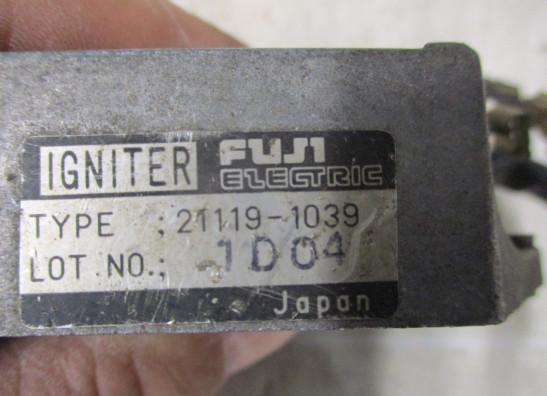 IGNITER FUJI
ELECTRIC
TYPE ; 21119-1039
LOT NO.; 1D04
Japan